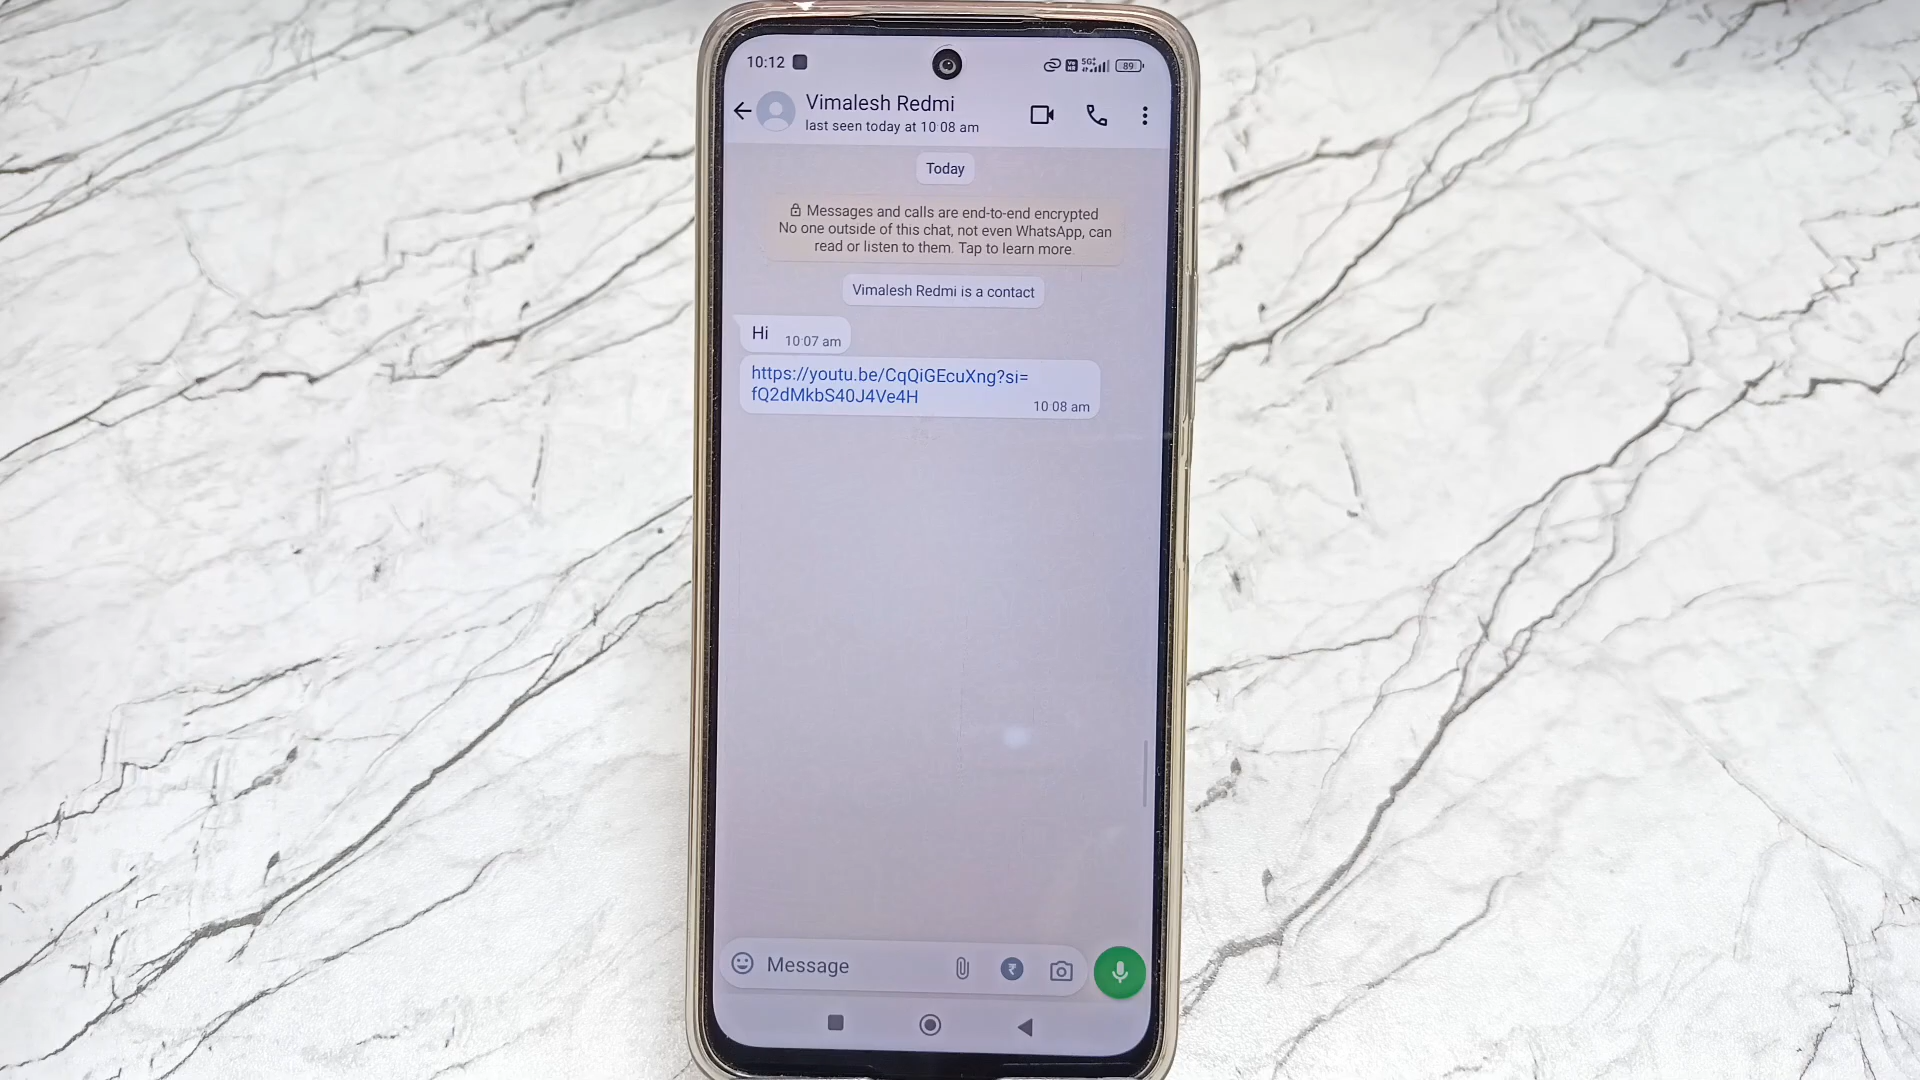 10:12
5G+
89
Vimalesh Redmi
last seen today at 10 08 am
Today
Messages and calls are end-to-end encrypted
No one outside of this chat, not even WhatsApp, can
read or listen to them. Tap to learn more
Vimalesh Redmi is a contact
Hi 10:07 am
https://youtu.be/CqQiGEcuXng?si=
fQ2dMkbS40J4Ve4H
10 08 am
Message
₹